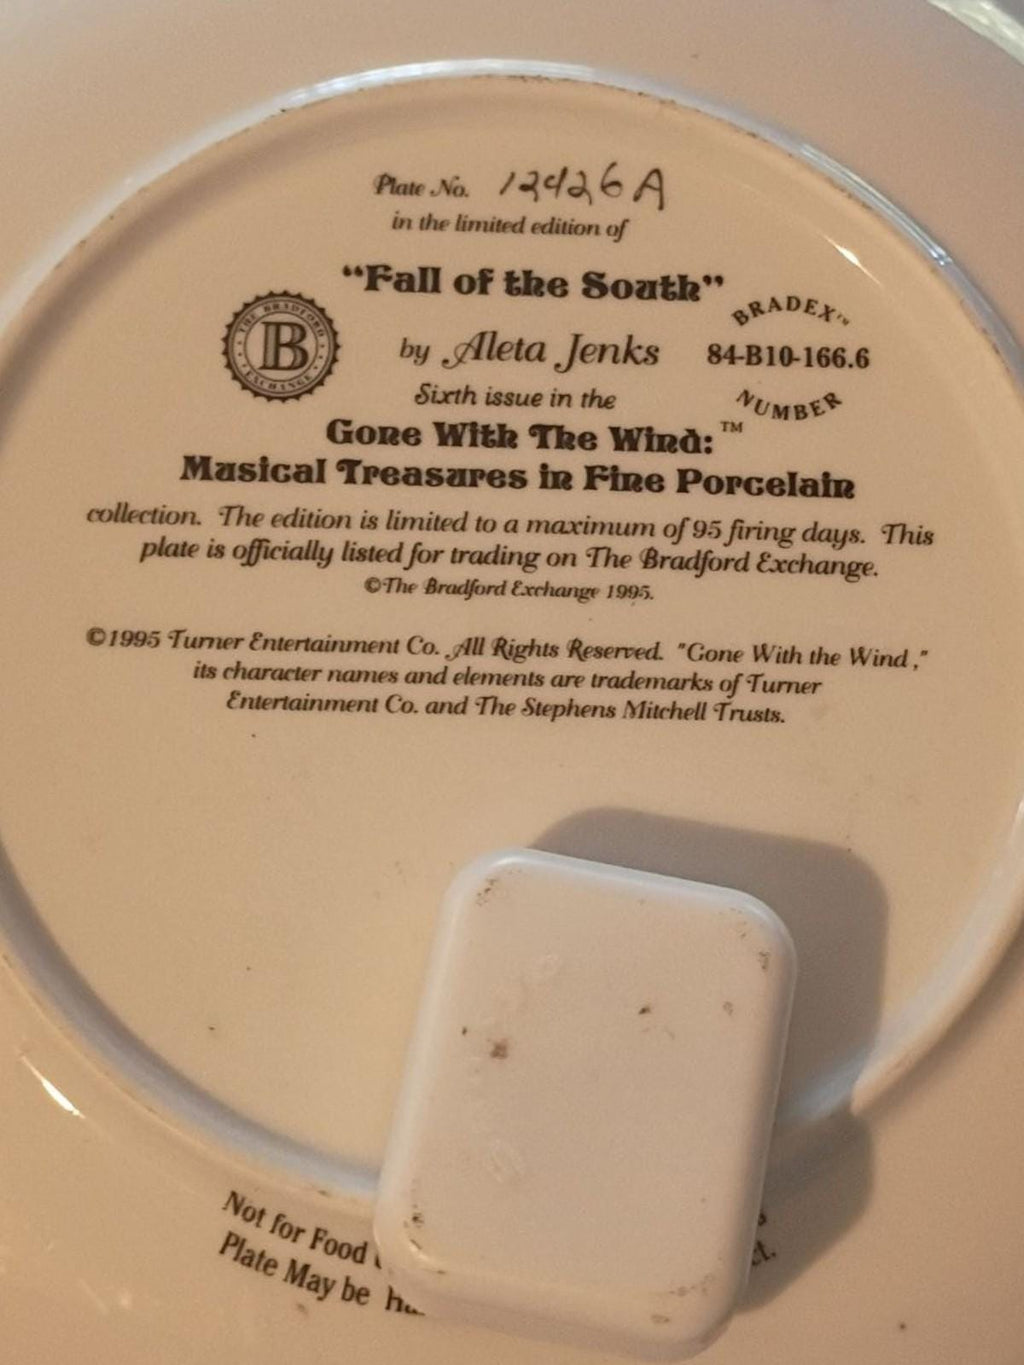 Plate No. 12426A
in the limited edition of
“Fall of the South”
THE BRADFORD
B
EXCHANGE
by Aleta Jenks
BRADEX™
84-B10-166.6
NUMBER
Sixth issue in the
Gone With The Wind:™
Musical Treasures in Fine Porcelain
collection. The edition is limited to a maximum of 95 firing days. This
plate is officially listed for trading on The Bradford Exchange.
©The Bradford Exchange 1995.
©1995 Turner Entertainment Co. All Rights Reserved. "Gone With the Wind,"
its character names and elements are trademarks of Turner
Entertainment Co. and The Stephens Mitchell Trusts.
Not for Food
Plate May be